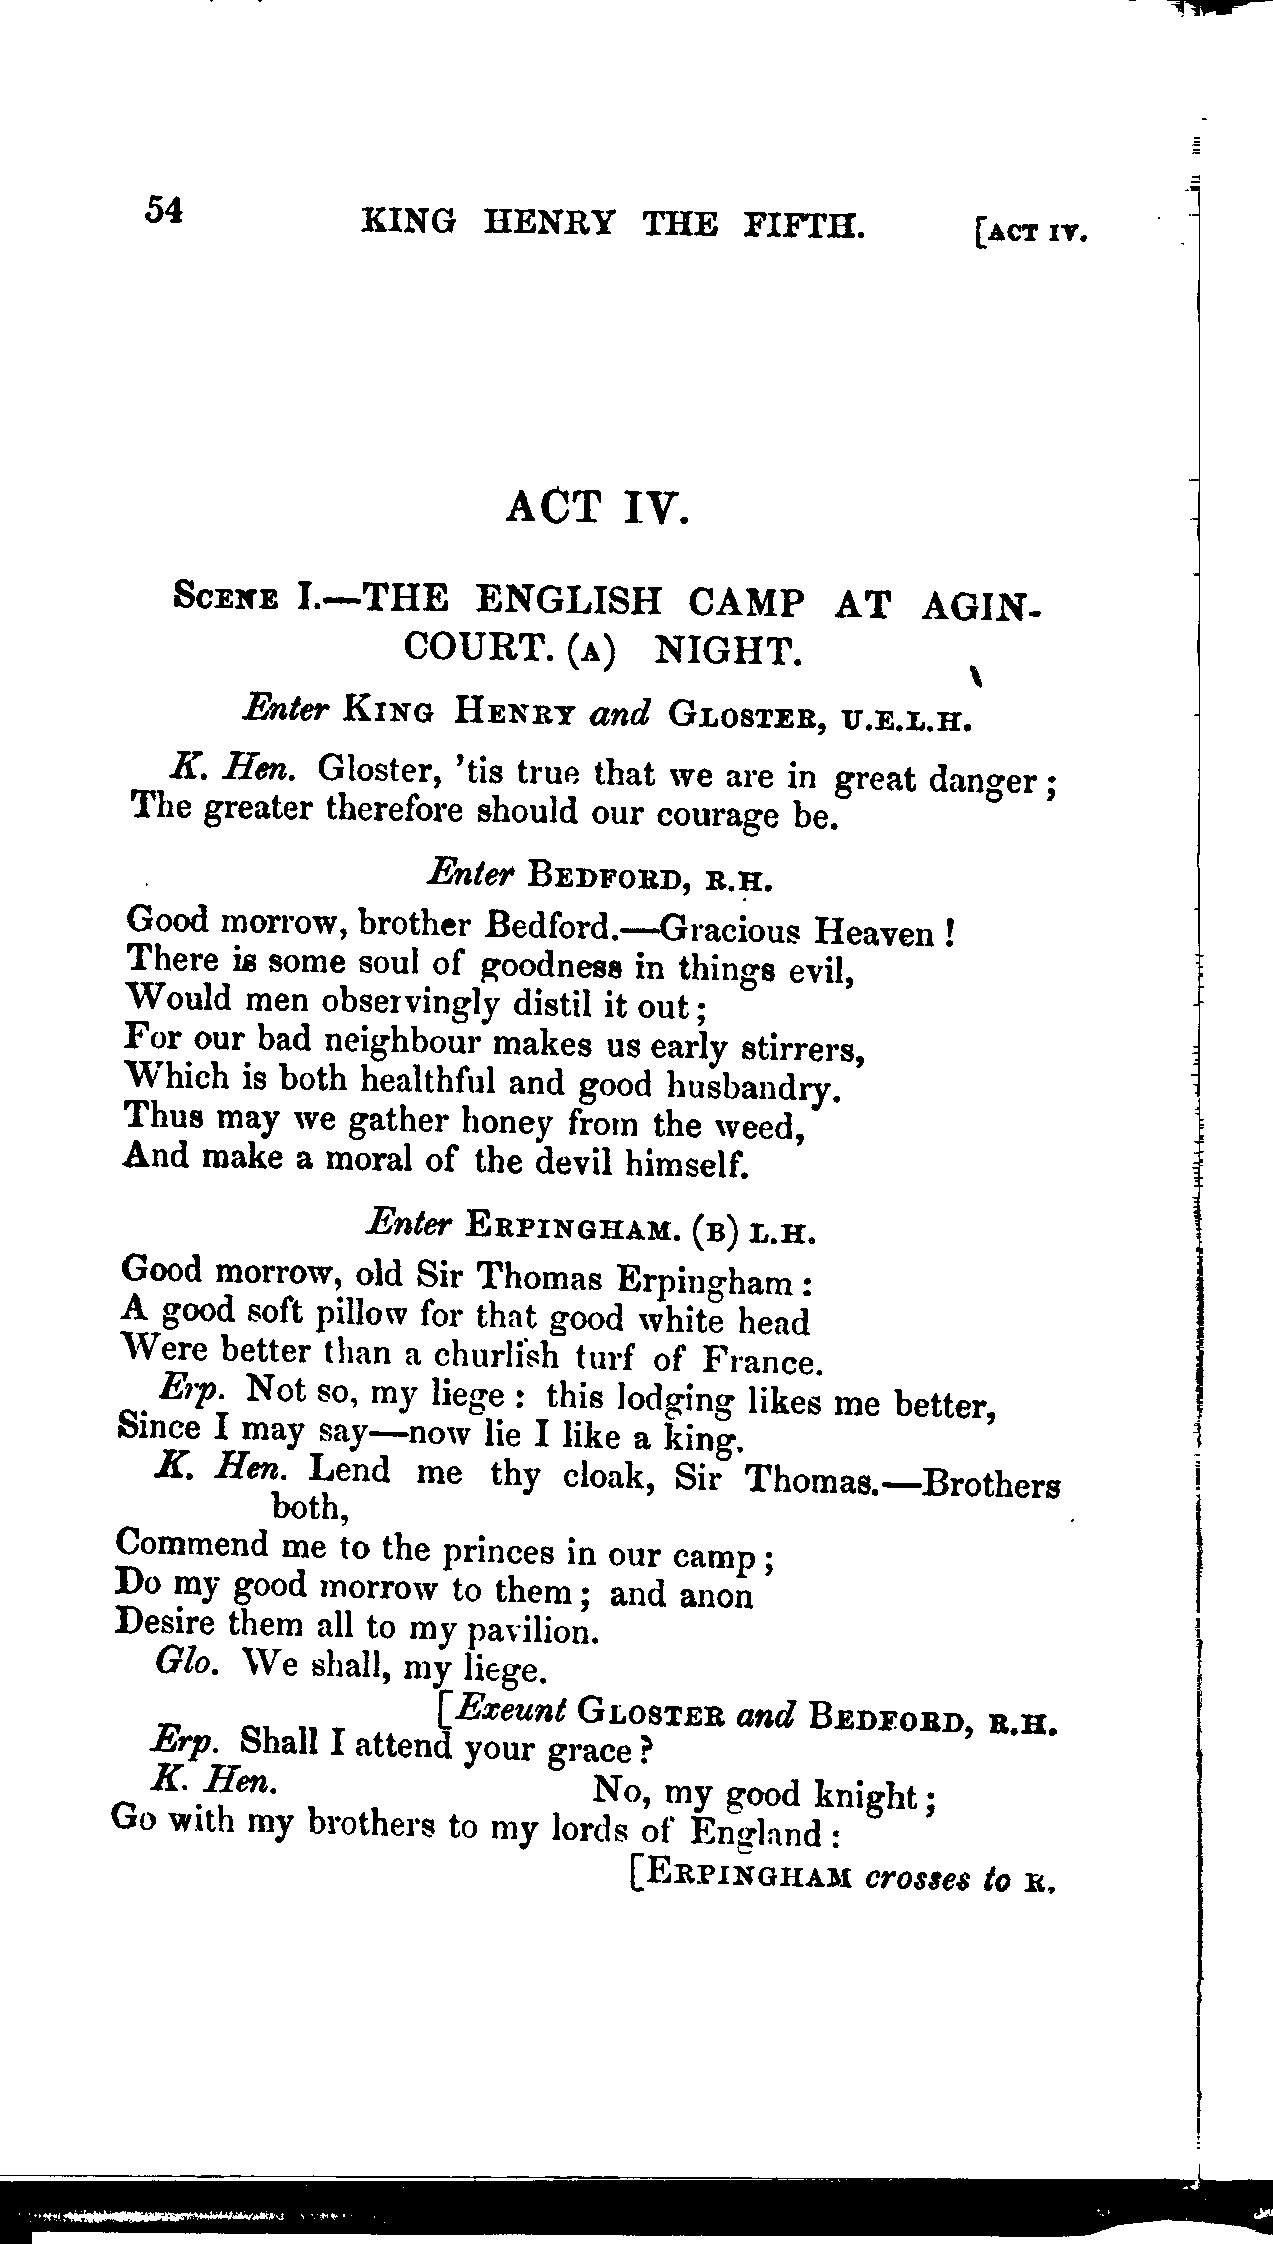 54 KING HENRY THE FIFTH. [ACT IV.
ACT IV.
SCENE I.—THE ENGLISH CAMP AT AGIN-
COURT. (A) NIGHT.
Enter KING HENRY and GLOSTER, U.E.L.H.
K. Hen. Gloster, 'tis true that we are in great danger;
The greater therefore should our courage be.
Enter BEDFORD, R.H.
Good morrow, brother Bedford.—Gracious Heaven!
There is some soul of goodness in things evil,
Would men observingly distil it out;
For our bad neighbour makes us early stirrers,
Which is both healthful and good husbandry.
Thus may we gather honey from the weed,
And make a moral of the devil himself.
Enter ERPINGHAM. (B) L.H.
Good morrow, old Sir Thomas Erpingham:
A good soft pillow for that good white head
Were better than a churlish turf of France.
Erp. Not so, my liege: this lodging likes me better,
Since I may say—now lie I like a king.
K. Hen. Lend me thy cloak, Sir Thomas.—Brothers
both,
Commend me to the princes in our camp;
Do my good morrow to them; and anon
Desire them all to my pavilion.
Glo. We shall, my liege.
[Exeunt GLOSTER and BEDFORD, R.H.
Erp. Shall I attend your grace?
K. Hen. No, my good knight;
Go with my brothers to my lords of England:
[ERPINGHAM crosses to R.